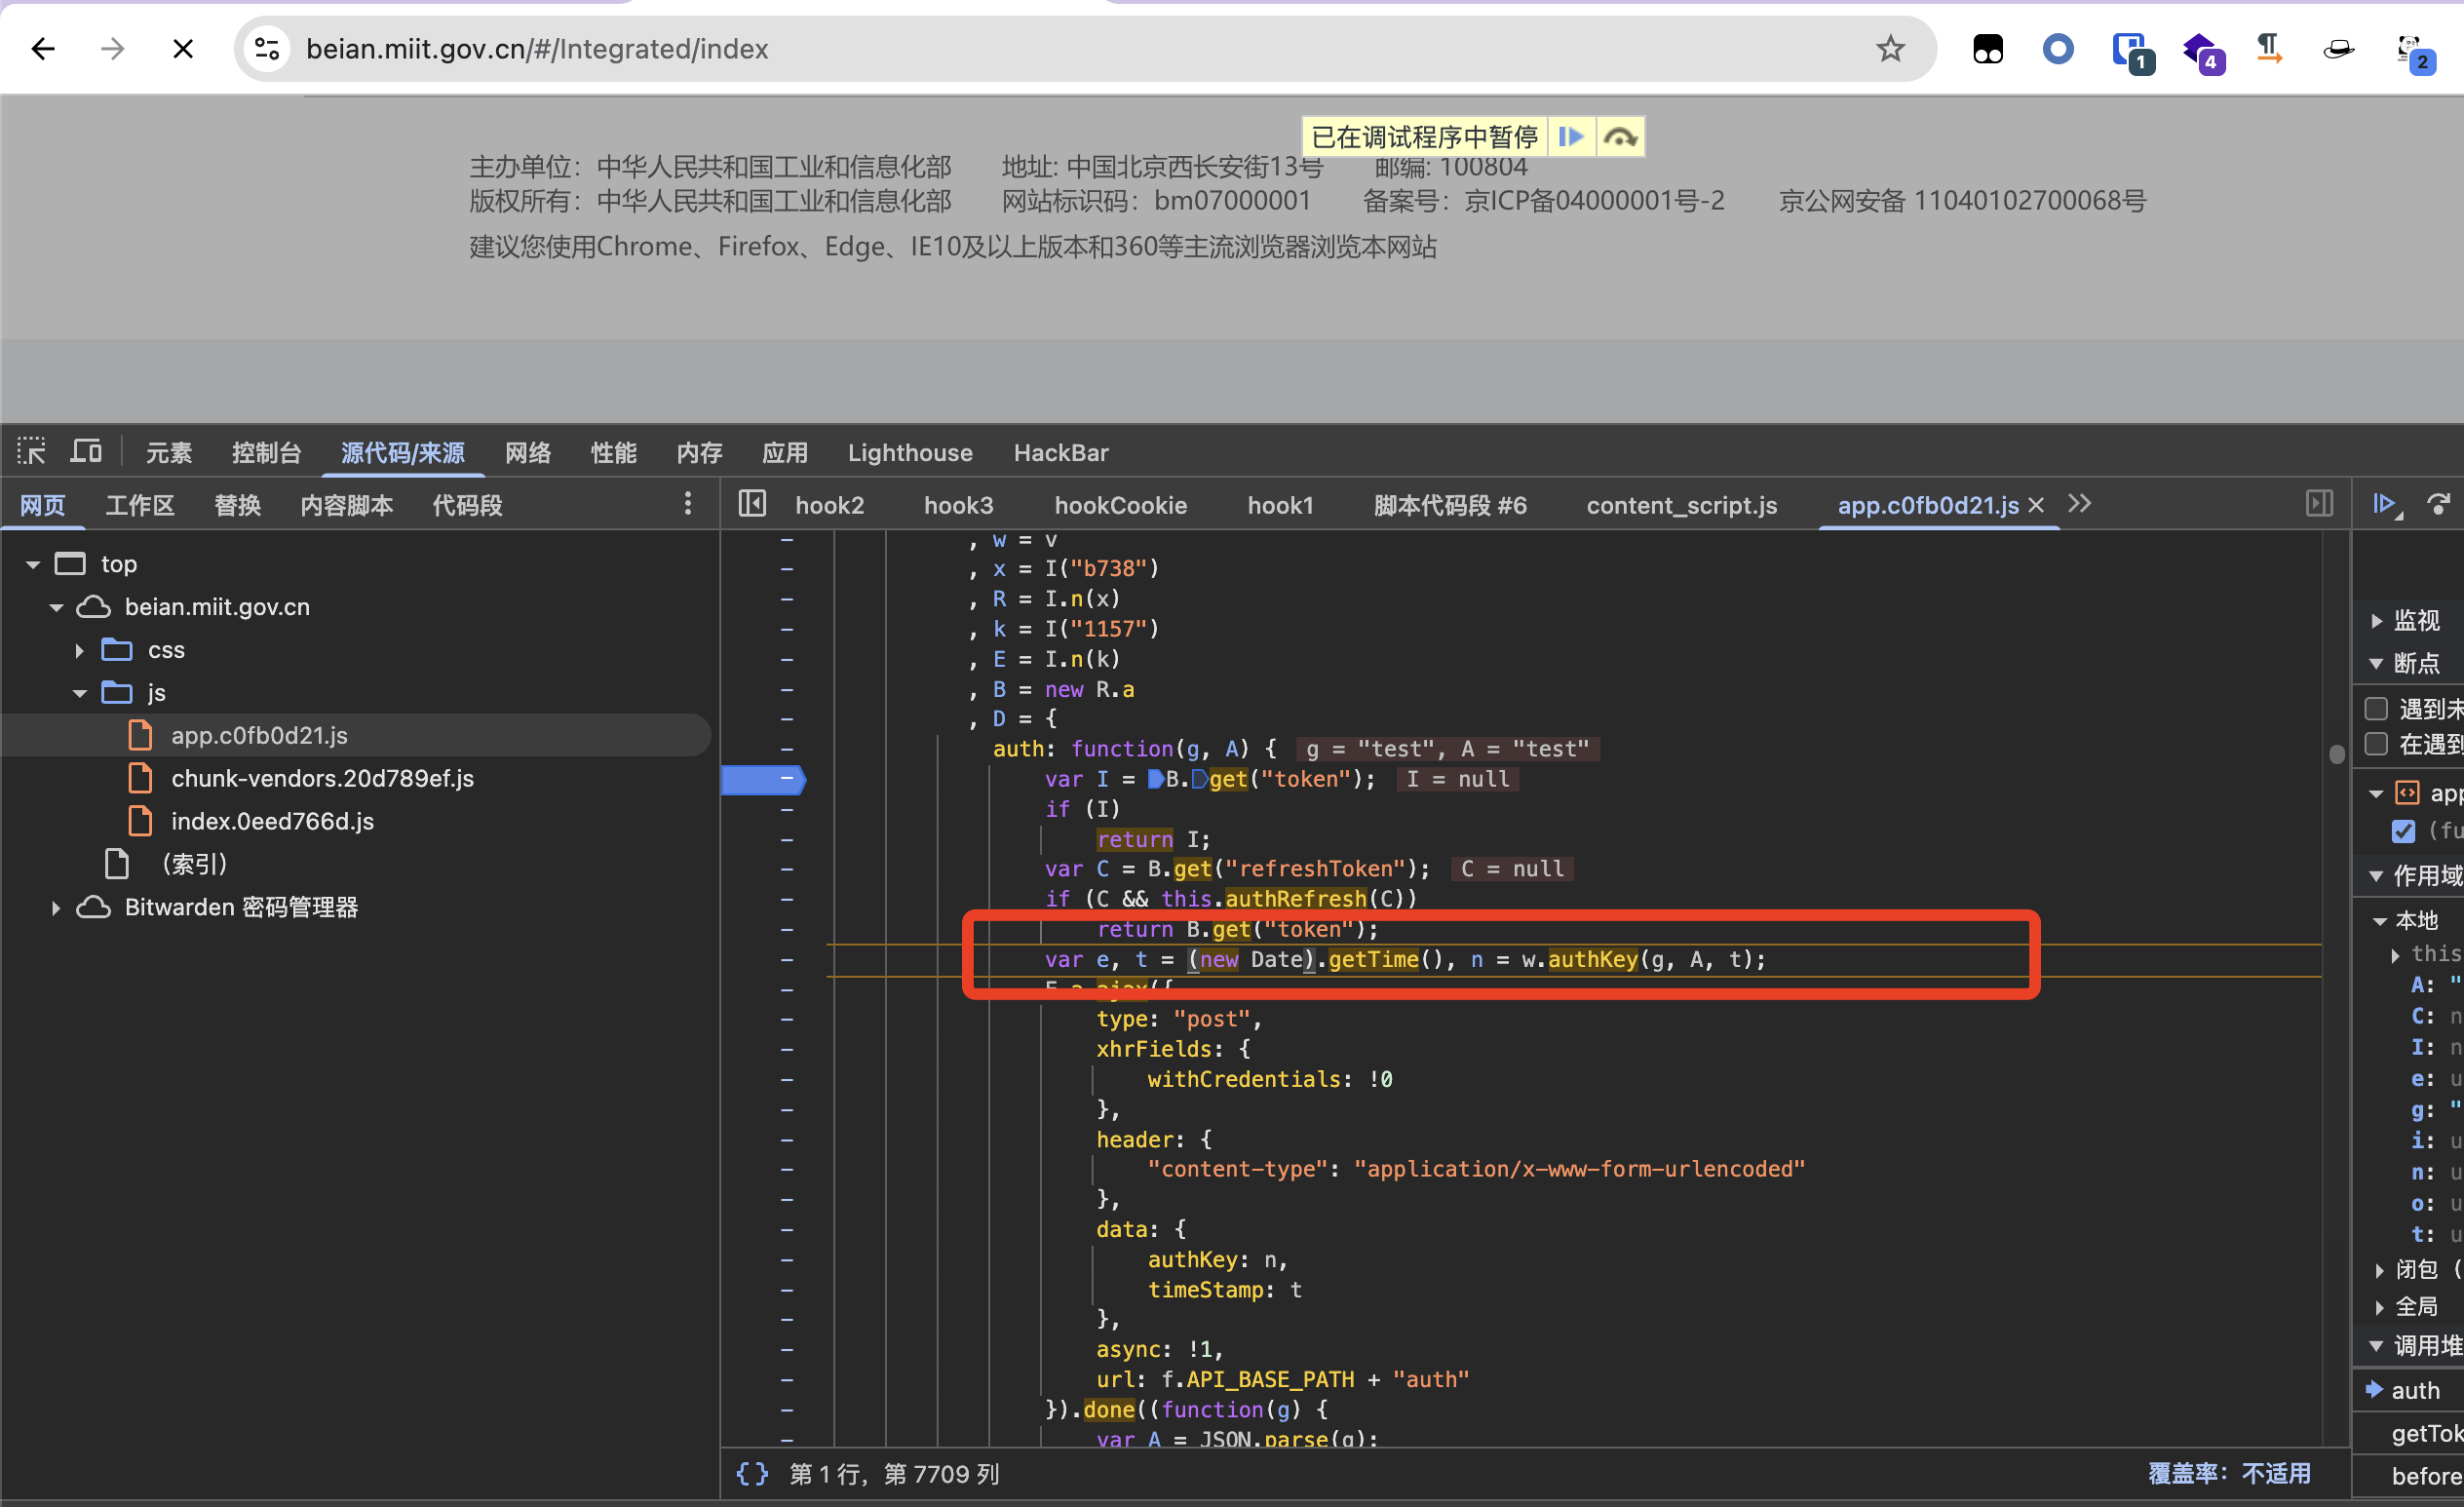 beian.miit.gov.cn/#/Integrated/index
1
4
2
已在调试程序中暂停
主办单位：中华人民共和国工业和信息化部 地址: 中国北京西长安街13号 邮编: 100804
版权所有：中华人民共和国工业和信息化部 网站标识码：bm07000001 备案号：京ICP备04000001号-2 京公网安备 11040102700068号
建议您使用Chrome、Firefox、Edge、IE10及以上版本和360等主流浏览器浏览本网站
元素 控制台 源代码/来源 网络 性能 内存 应用 Lighthouse HackBar
网页 工作区 替换 内容脚本 代码段
hook2 hook3 hookCookie hook1 脚本代码段 #6 content_script.js app.c0fb0d21.js
top
beian.miit.gov.cn
css
js
app.c0fb0d21.js
chunk-vendors.20d789ef.js
index.0eed766d.js
（索引）
Bitwarden 密码管理器
, w = v
, x = I("b738")
, R = I.n(x)
, k = I("1157")
, E = I.n(k)
, B = new R.a
, D = {
auth: function(g, A) { g = "test", A = "test"
var I = B.get("token"); I = null
if (I)
return I;
var C = B.get("refreshToken"); C = null
if (C && this.authRefresh(C))
return B.get("token");
var e, t = (new Date).getTime(), n = w.authKey(g, A, t);
E.a.ajax({
type: "post",
xhrFields: {
withCredentials: !0
},
header: {
"content-type": "application/x-www-form-urlencoded"
},
data: {
authKey: n,
timeStamp: t
},
async: !1,
url: f.API_BASE_PATH + "auth"
}).done((function(g) {
var A = JSON.parse(g);
{} 第 1 行，第 7709 列
覆盖率：不适用
监视
断点
遇到未
在遇到
app
(fu
作用域
本地
this
A: "
C: n
I: n
e: u
g: "
i: u
n: u
o: u
t: u
闭包 (
全局
调用堆
auth
getTok
before